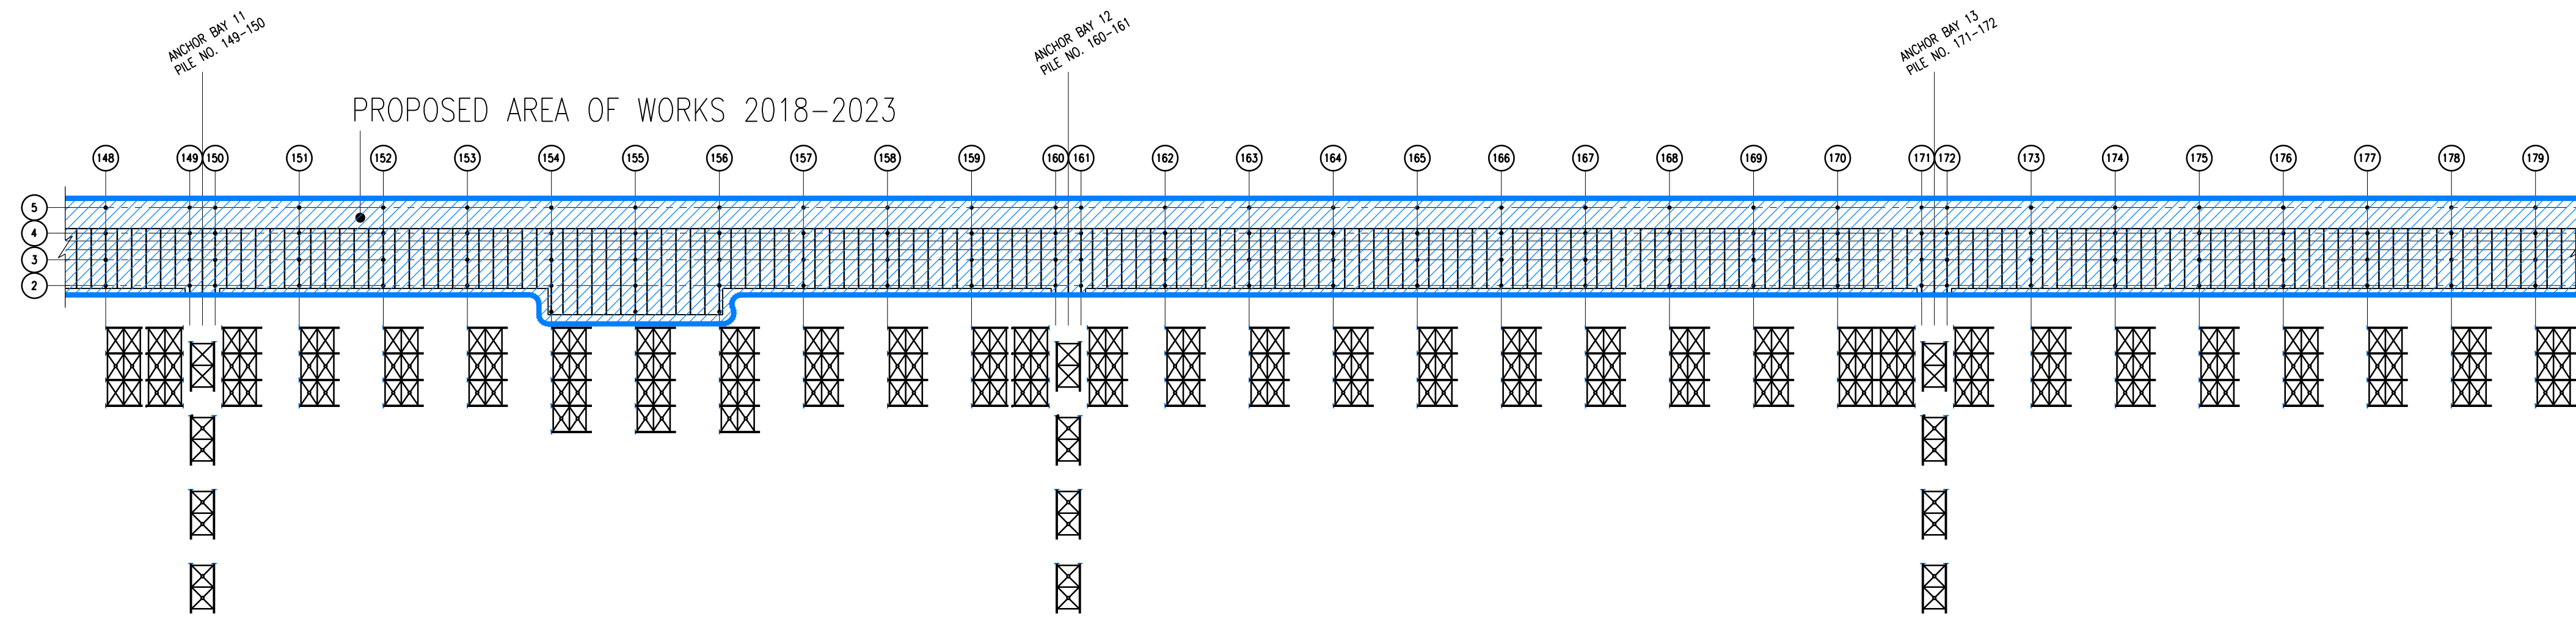 ANCHOR BAY 11
PILE NO. 149-150
ANCHOR BAY 12
PILE NO. 160-161
ANCHOR BAY 13
PILE NO. 171-172
PROPOSED AREA OF WORKS 2018-2023
148 149 150 151 152 153 154 155 156 157 158 159 160 161 162 163 164 165 166 167 168 169 170 171 172 173 174 175 176 177 178 179
5
4
3
2